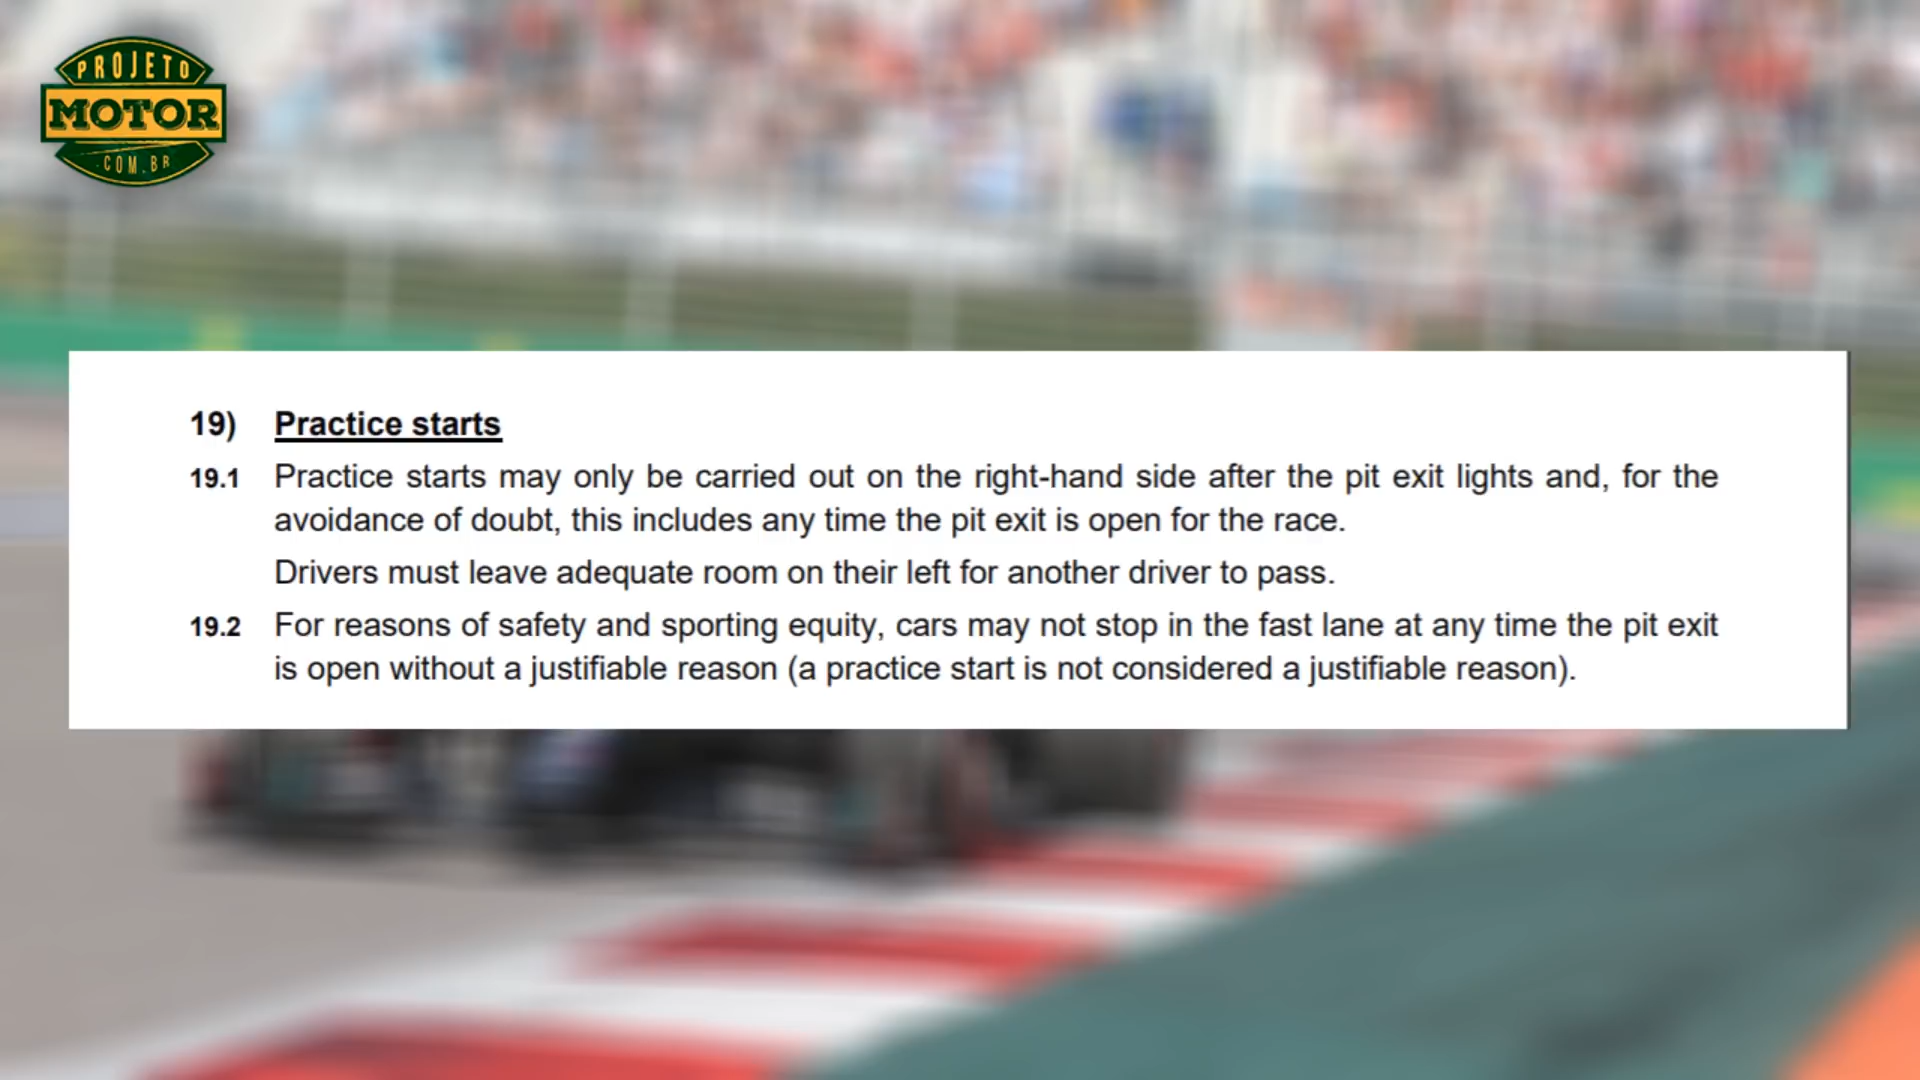 PROJETO
MOTOR
.COM.BR
19) Practice starts
19.1 Practice starts may only be carried out on the right-hand side after the pit exit lights and, for the
avoidance of doubt, this includes any time the pit exit is open for the race.
Drivers must leave adequate room on their left for another driver to pass.
19.2 For reasons of safety and sporting equity, cars may not stop in the fast lane at any time the pit exit
is open without a justifiable reason (a practice start is not considered a justifiable reason).